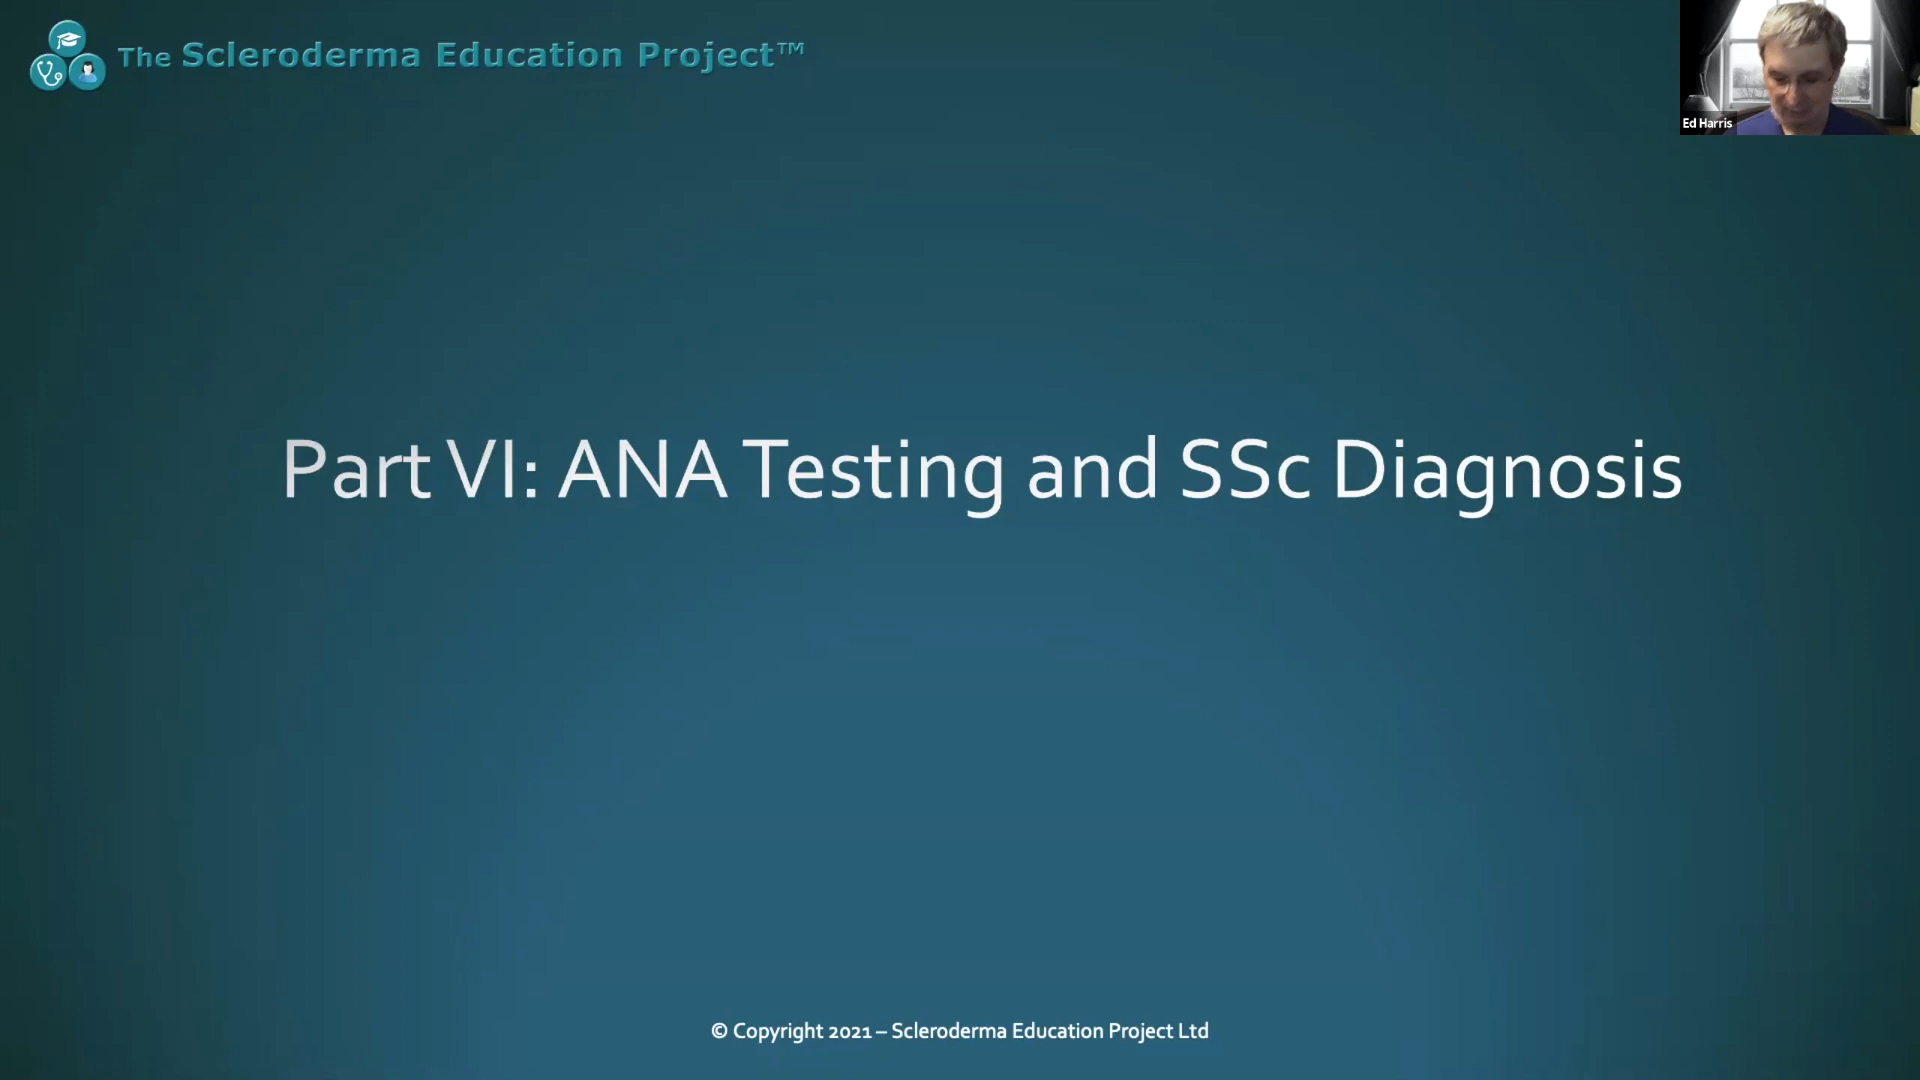 The Scleroderma Education Project™
Ed Harris
Part VI: ANA Testing and SSc Diagnosis
© Copyright 2021 – Scleroderma Education Project Ltd